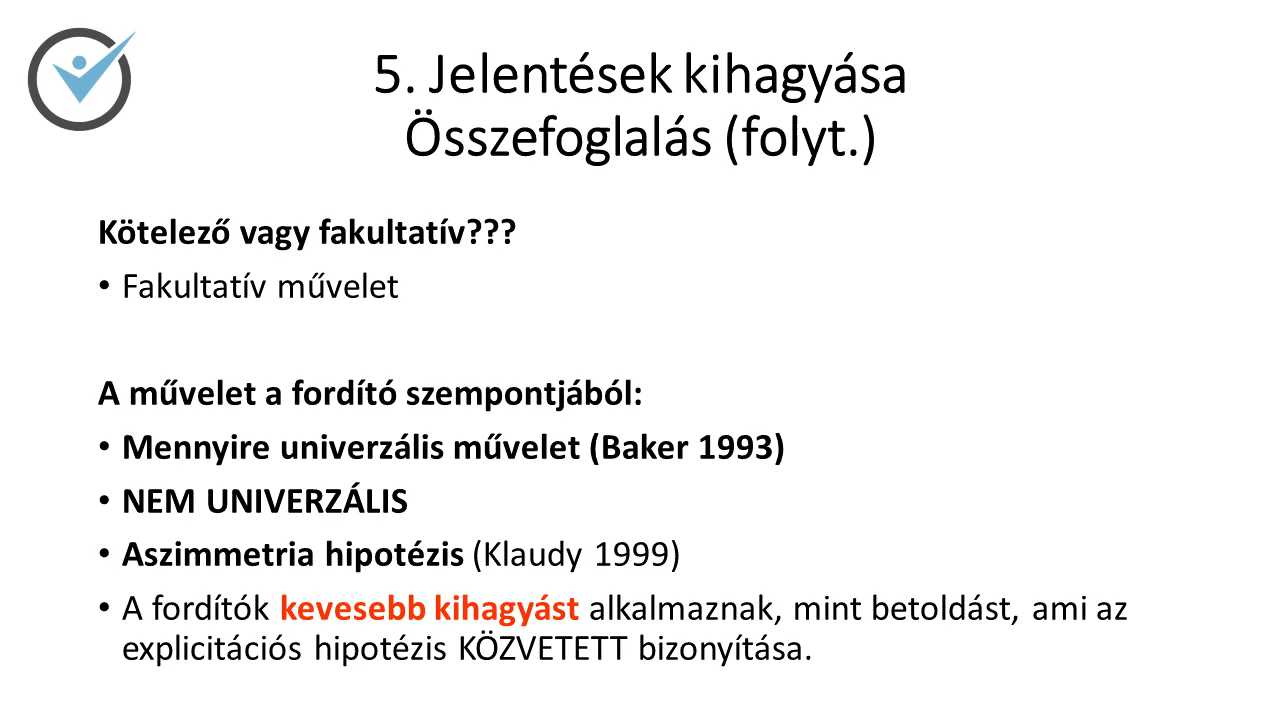 5. Jelentések kihagyása
Összefoglalás (folyt.)
Kötelező vagy fakultatív???
• Fakultatív művelet
A művelet a fordító szempontjából:
• Mennyire univerzális művelet (Baker 1993)
• NEM UNIVERZÁLIS
• Aszimmetria hipotézis (Klaudy 1999)
• A fordítók kevesebb kihagyást alkalmaznak, mint betoldást, ami az
explicitációs hipotézis KÖZVETETT bizonyítása.